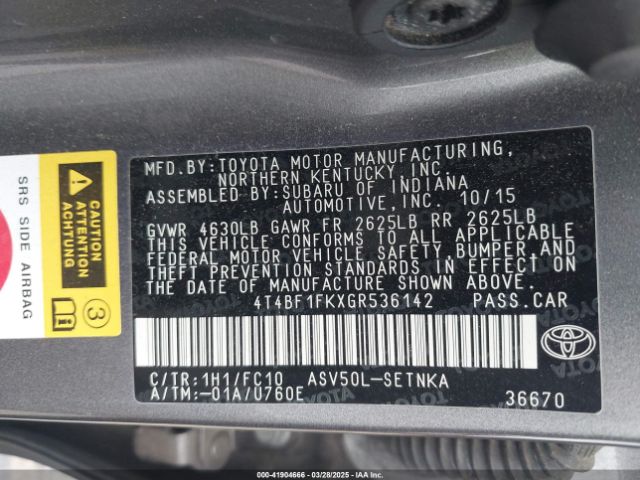 MFD.BY:TOYOTA MOTOR MANUFACTURING,
NORTHERN KENTUCKY,INC.
ASSEMBLED BY:SUBARU OF INDIANA
AUTOMOTIVE,INC. 10/15
GVWR 4630LB GAWR FR 2625LB RR 2625LB
THIS VEHICLE CONFORMS TO ALL APPLICABLE
FEDERAL MOTOR VEHICLE SAFETY,BUMPER,AND
THEFT PREVENTION STANDARDS IN EFFECT ON
THE DATE OF MANUFACTURE SHOWN ABOVE.
4T4BF1FKXGR536142 PASS.CAR
C/TR:1H1/FC10 ASV50L-SETNKA
A/TM:-01A/U760E 36670
TOYOTA
SRS SIDE AIRBAG
CAUTION
ATTENTION
3
000-41904666 | 03/28/2025 | IAAI.COM